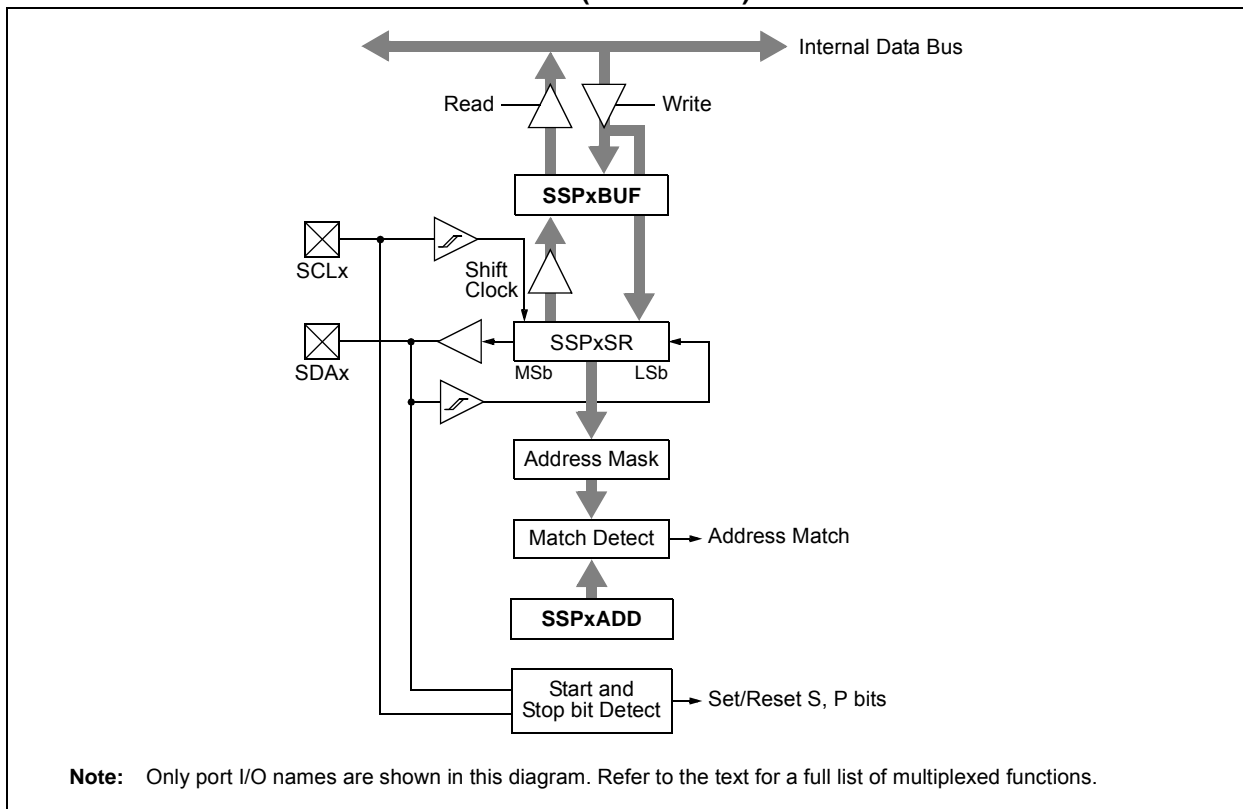 Internal Data Bus
Read
Write
SSPxBUF
SCLx
Shift
Clock
SSPxSR
SDAx
MSb
LSb
Address Mask
Match Detect
Address Match
SSPxADD
Start and
Stop bit Detect
Set/Reset S, P bits
Note: Only port I/O names are shown in this diagram. Refer to the text for a full list of multiplexed functions.